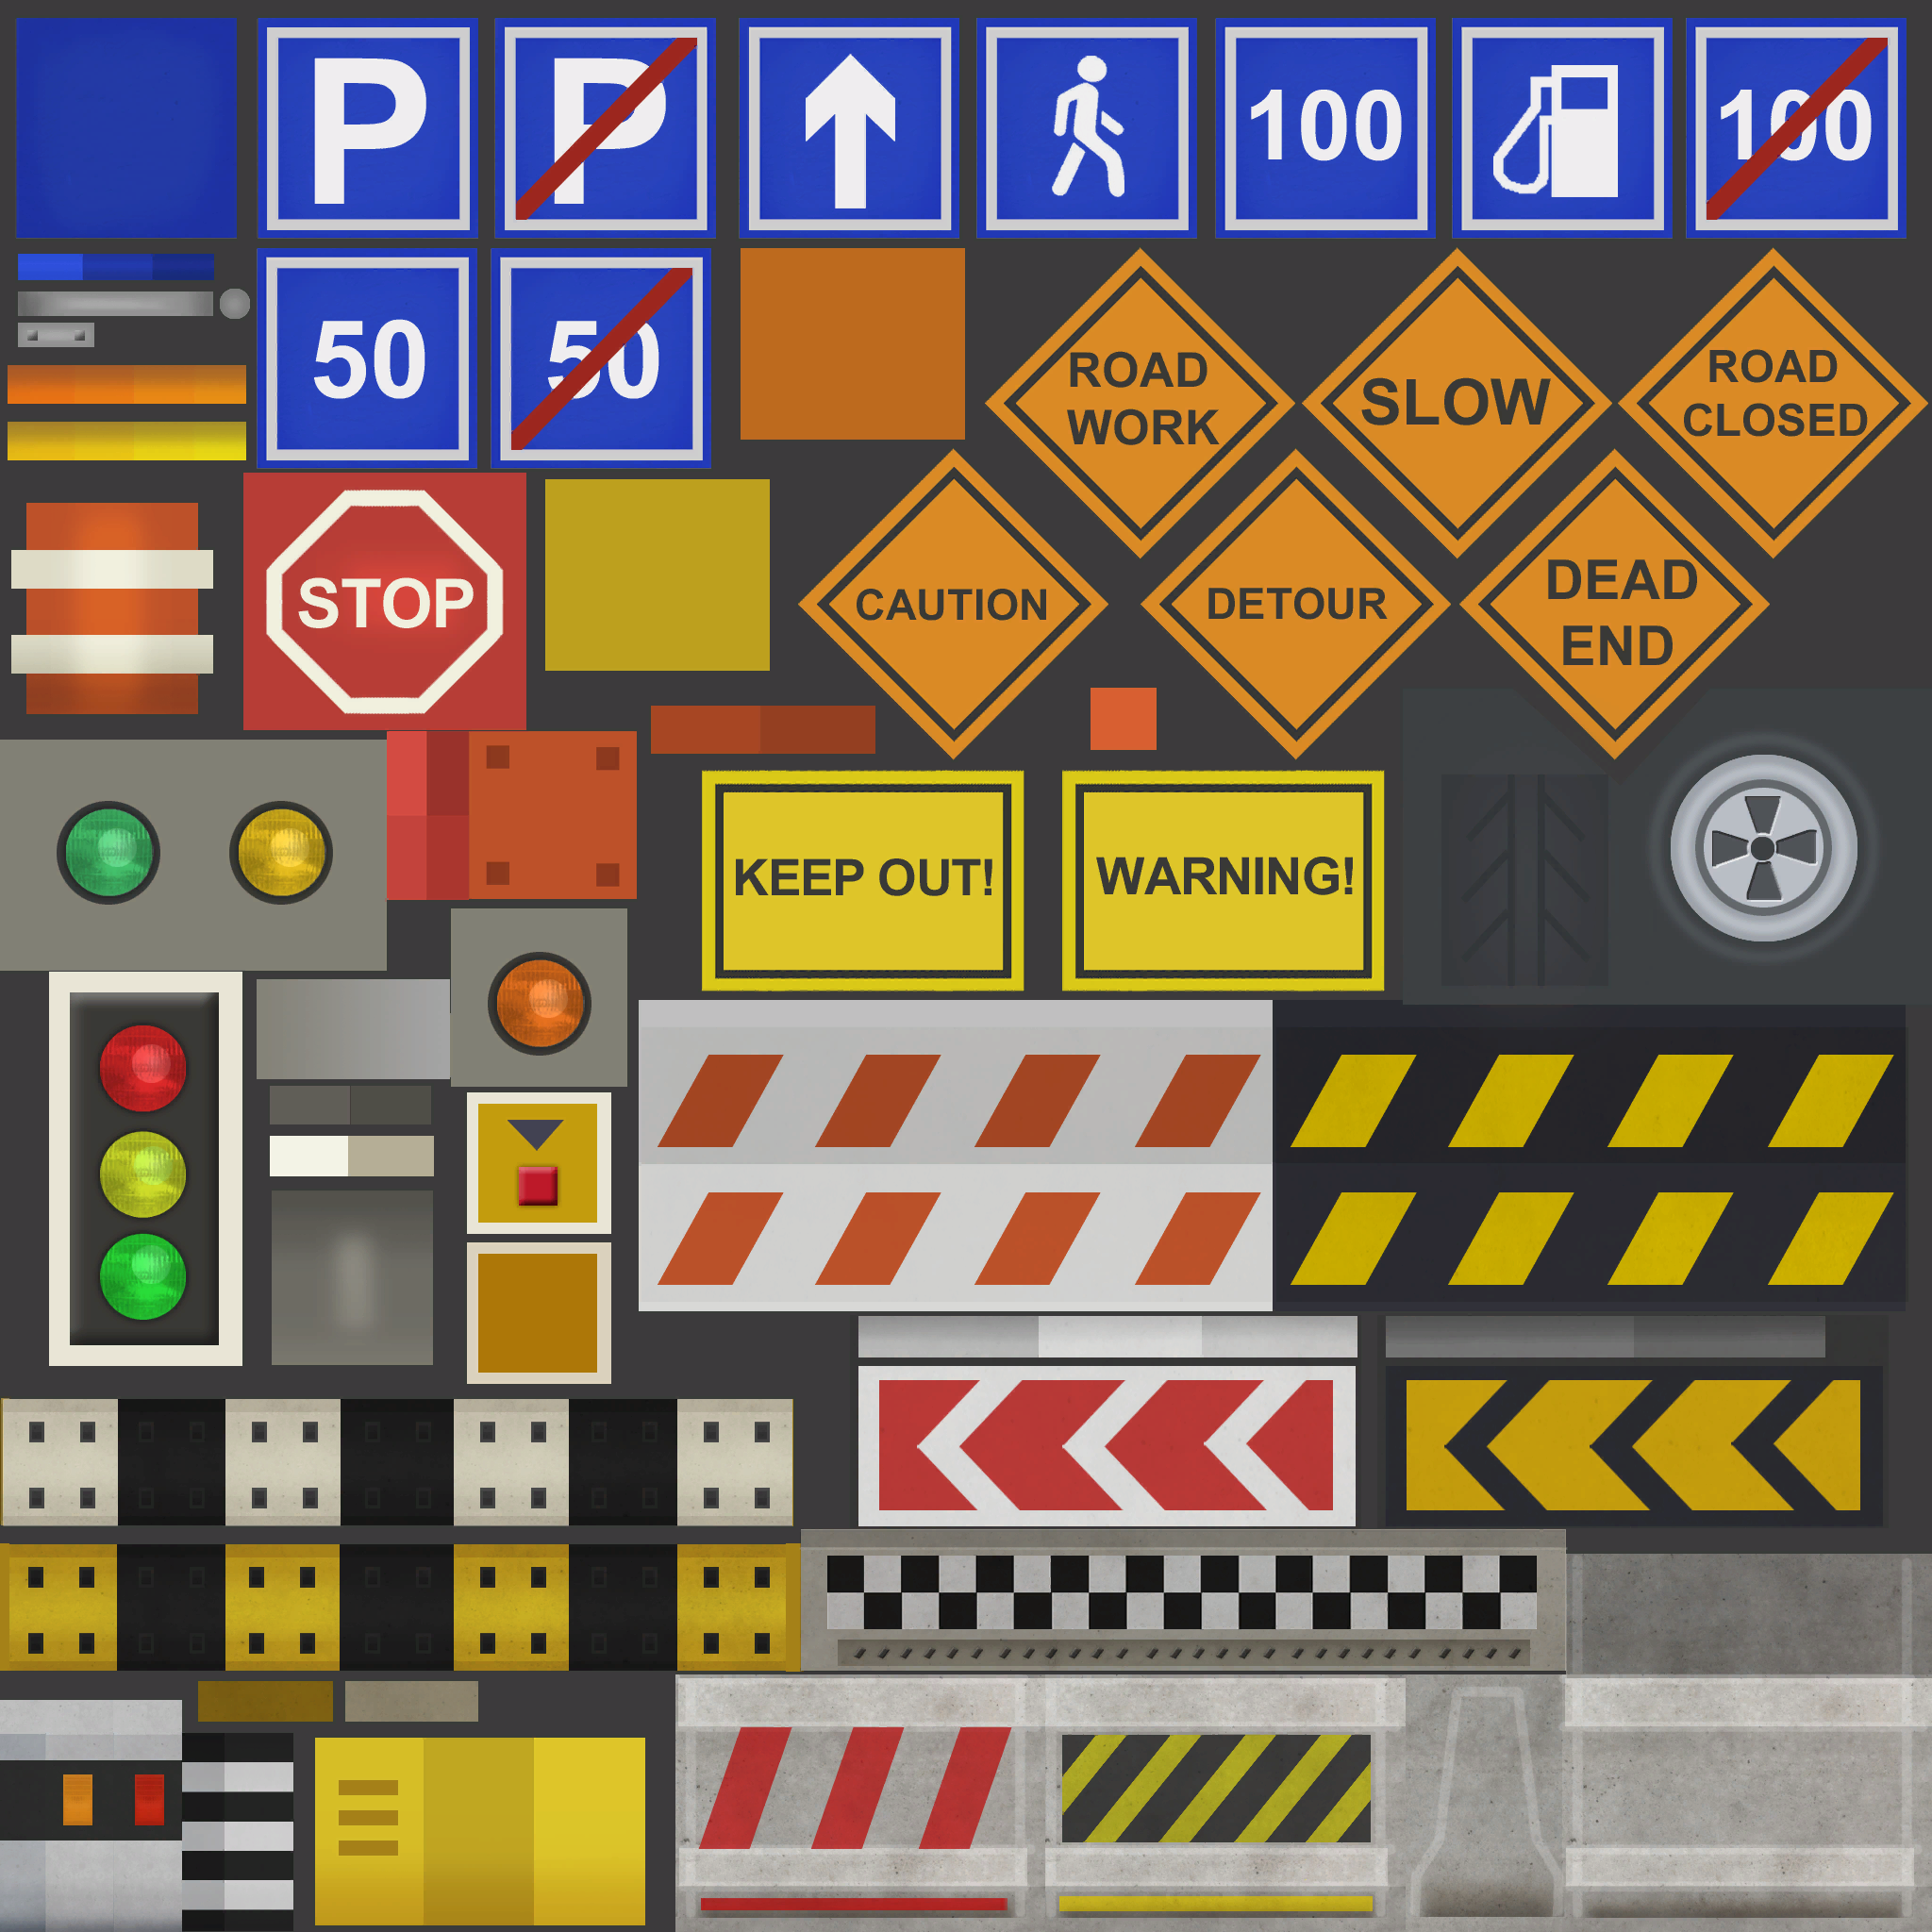 P
P
100
100
50
50
ROAD
WORK
SLOW
ROAD
CLOSED
STOP
CAUTION
DETOUR
DEAD
END
KEEP OUT!
WARNING!